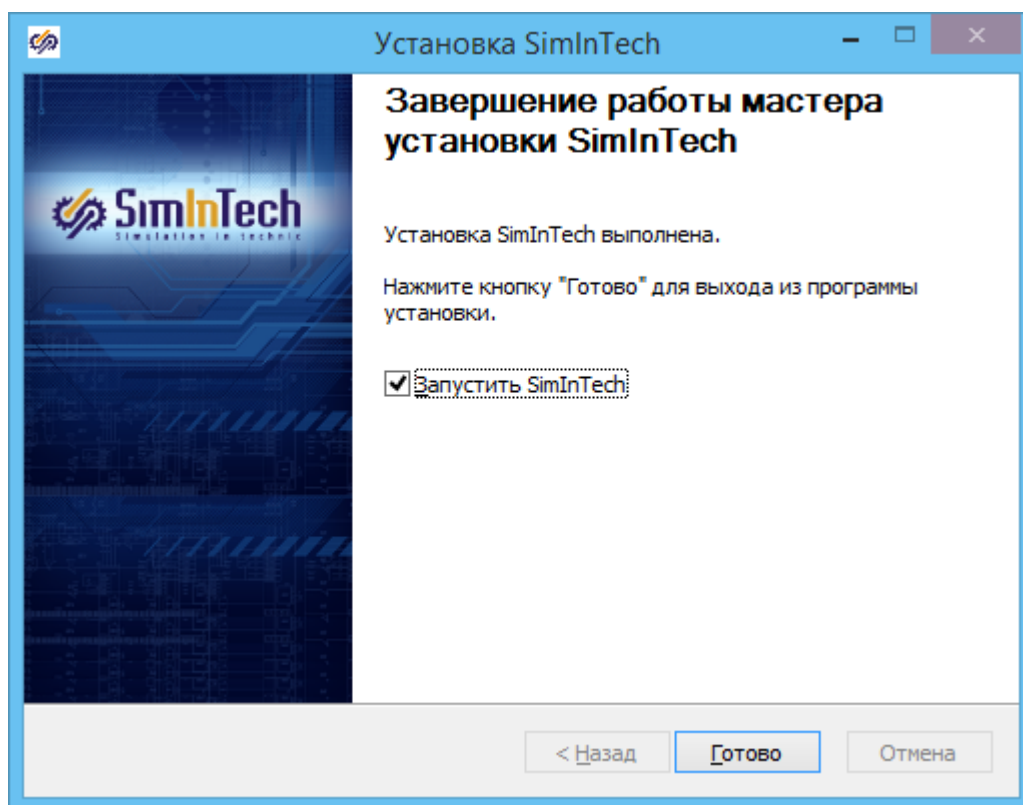 Установка SimInTech
Завершение работы мастера
установки SimInTech
SimInTech
Simulation in technic
Установка SimInTech выполнена.
Нажмите кнопку "Готово" для выхода из программы
установки.
Запустить SimInTech
< Назад
Готово
Отмена